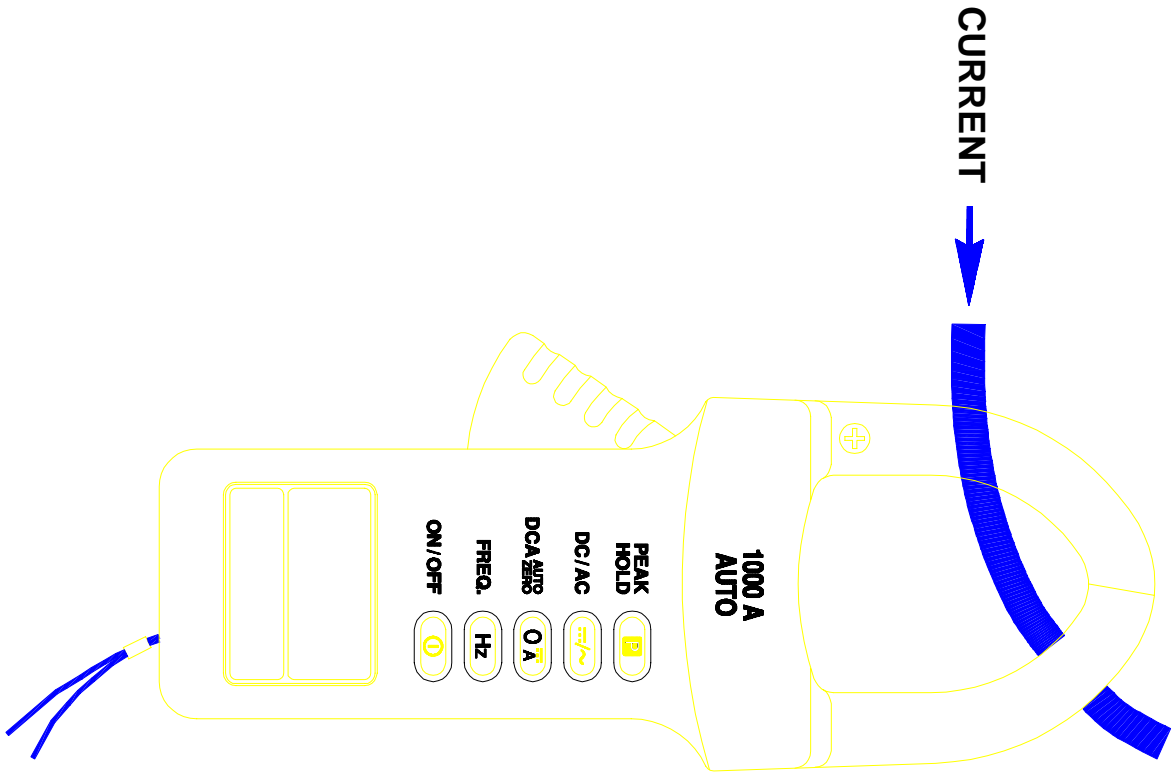 CURRENT
1000 A
AUTO
PEAK
HOLD
P
DC/AC
DCA AUTO
ZERO
0 A
FREQ.
Hz
ON/OFF